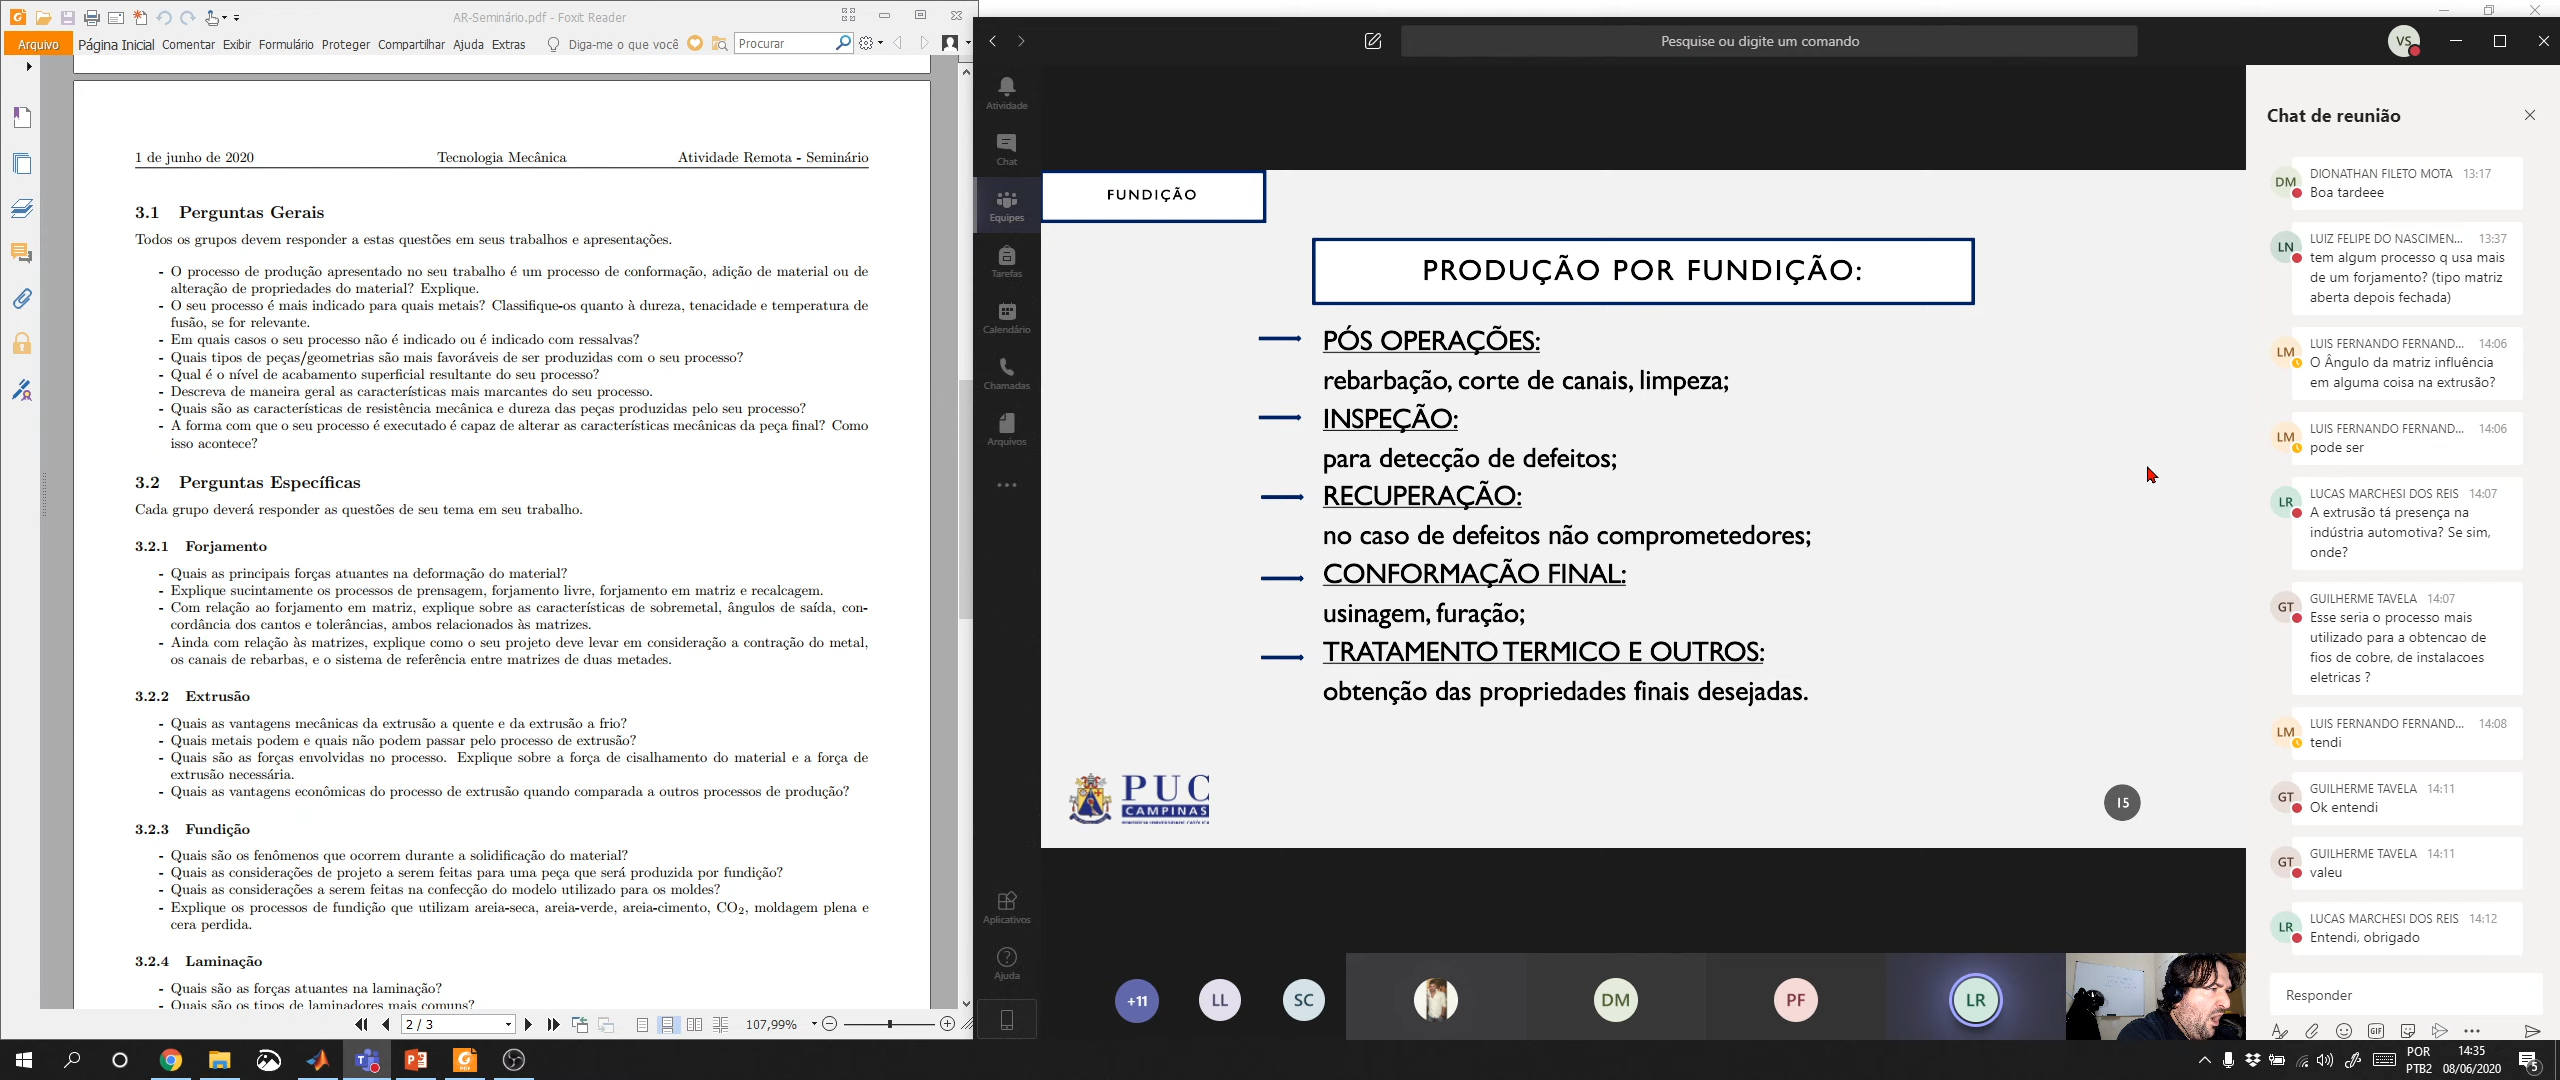 AR-Seminário.pdf - Foxit Reader
Arquivo Página Inicial Comentar Exibir Formulário Proteger Compartilhar Ajuda Extras Diga-me o que você Procurar
1 de junho de 2020 Tecnologia Mecânica Atividade Remota - Seminário
3.1 Perguntas Gerais
Todos os grupos devem responder a estas questões em seus trabalhos e apresentações.
- O processo de produção apresentado no seu trabalho é um processo de conformação, adição de material ou de
alteração de propriedades do material? Explique.
- O seu processo é mais indicado para quais metais? Classifique-os quanto à dureza, tenacidade e temperatura de
fusão, se for relevante.
- Em quais casos o seu processo não é indicado ou é indicado com ressalvas?
- Quais tipos de peças/geometrias são mais favoráveis de ser produzidas com o seu processo?
- Qual é o nível de acabamento superficial resultante do seu processo?
- Descreva de maneira geral as características mais marcantes do seu processo.
- Quais são as características de resistência mecânica e dureza das peças produzidas pelo seu processo?
- A forma com que o seu processo é executado é capaz de alterar as características mecânicas da peça final? Como
isso acontece?
3.2 Perguntas Específicas
Cada grupo deverá responder as questões de seu tema em seu trabalho.
3.2.1 Forjamento
- Quais as principais forças atuantes na deformação do material?
- Explique sucintamente os processos de prensagem, forjamento livre, forjamento em matriz e recalcagem.
- Com relação ao forjamento em matriz, explique sobre as características de sobremetal, ângulos de saída, con-
cordância dos cantos e tolerâncias, ambos relacionados às matrizes.
- Ainda com relação às matrizes, explique como o seu projeto deve levar em consideração a contração do metal,
os canais de rebarbas, e o sistema de referência entre matrizes de duas metades.
3.2.2 Extrusão
- Quais as vantagens mecânicas da extrusão a quente e da extrusão a frio?
- Quais metais podem e quais não podem passar pelo processo de extrusão?
- Quais são as forças envolvidas no processo. Explique sobre a força de cisalhamento do material e a força de
extrusão necessária.
- Quais as vantagens econômicas do processo de extrusão quando comparada a outros processos de produção?
3.2.3 Fundição
- Quais são os fenômenos que ocorrem durante a solidificação do material?
- Quais as considerações de projeto a serem feitas para uma peça que será produzida por fundição?
- Quais as considerações a serem feitas na confecção do modelo utilizado para os moldes?
- Explique os processos de fundição que utilizam areia-seca, areia-verde, areia-cimento, CO2, moldagem plena e
cera perdida.
3.2.4 Laminação
- Quais são as forças atuantes na laminação?
- Quais são os tipos de laminadores mais comuns?
2 / 3 107,99%
Pesquise ou digite um comando
VS
Atividade
Chat
Equipes
Tarefas
Calendário
Chamadas
Arquivos
Aplicativos
Ajuda
FUNDIÇÃO
PRODUÇÃO POR FUNDIÇÃO:
PÓS OPERAÇÕES:
rebarbação, corte de canais, limpeza;
INSPEÇÃO:
para detecção de defeitos;
RECUPERAÇÃO:
no caso de defeitos não comprometedores;
CONFORMAÇÃO FINAL:
usinagem, furação;
TRATAMENTO TERMICO E OUTROS:
obtenção das propriedades finais desejadas.
PUC
CAMPINAS
15
+11 LL SC DM PF LR
Chat de reunião
DM DIONATHAN FILETO MOTA 13:17
Boa tardeee
LN LUIZ FELIPE DO NASCIMEN... 13:37
tem algum processo q usa mais
de um forjamento? (tipo matriz
aberta depois fechada)
LM LUIS FERNANDO FERNAND... 14:06
O Ângulo da matriz influência
em alguma coisa na extrusão?
LM LUIS FERNANDO FERNAND... 14:06
pode ser
LR LUCAS MARCHESI DOS REIS 14:07
A extrusão tá presença na
indústria automotiva? Se sim,
onde?
GT GUILHERME TAVELA 14:07
Esse seria o processo mais
utilizado para a obtencao de
fios de cobre, de instalacoes
eletricas ?
LM LUIS FERNANDO FERNAND... 14:08
tendi
GT GUILHERME TAVELA 14:11
Ok entendi
GT GUILHERME TAVELA 14:11
valeu
LR LUCAS MARCHESI DOS REIS 14:12
Entendi, obrigado
Responder
GIF
POR 14:35
PTB2 08/06/2020 5